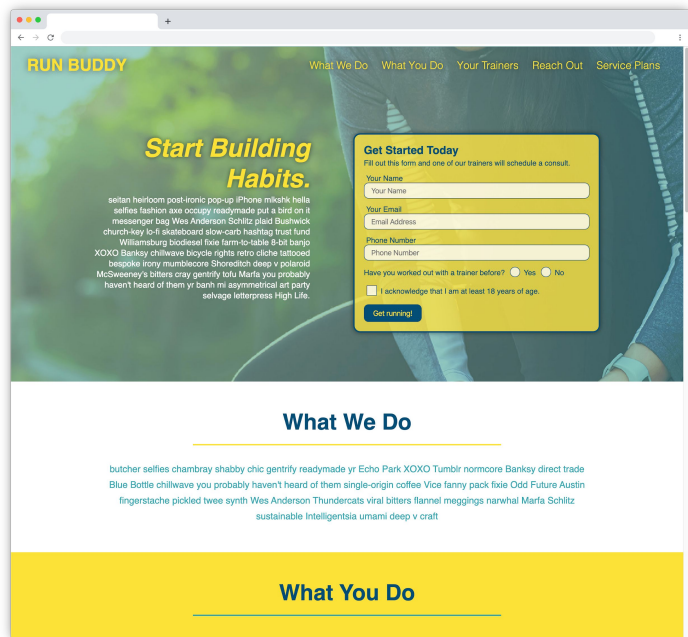 RUN BUDDY
What We Do What You Do Your Trainers Reach Out Service Plans
Start Building
Habits.
seitan heirloom post-ironic pop-up iPhone mlkshk hella
selfies fashion axe occupy readymade put a bird on it
messenger bag Wes Anderson Schlitz plaid Bushwick
church-key lo-fi skateboard slow-carb hashtag trust fund
Williamsburg biodiesel fixie farm-to-table 8-bit banjo
XOXO Banksy chillwave bicycle rights retro cliche tattooed
bespoke irony mumblecore Shoreditch deep v polaroid
McSweeney's bitters cray gentrify tofu Marfa you probably
haven't heard of them yr banh mi asymmetrical art party
selvage letterpress High Life.
Get Started Today
Fill out this form and one of our trainers will schedule a consult.
Your Name
Your Name
Your Email
Email Address
Phone Number
Phone Number
Have you worked out with a trainer before? Yes No
I acknowledge that I am at least 18 years of age.
Get running!
What We Do
butcher selfies chambray shabby chic gentrify readymade yr Echo Park XOXO Tumblr normcore Banksy direct trade
Blue Bottle chillwave you probably haven't heard of them single-origin coffee Vice fanny pack fixie Odd Future Austin
fingerstache pickled twee synth Wes Anderson Thundercats viral bitters flannel meggings narwhal Marfa Schlitz
sustainable Intelligentsia umami deep v craft
What You Do